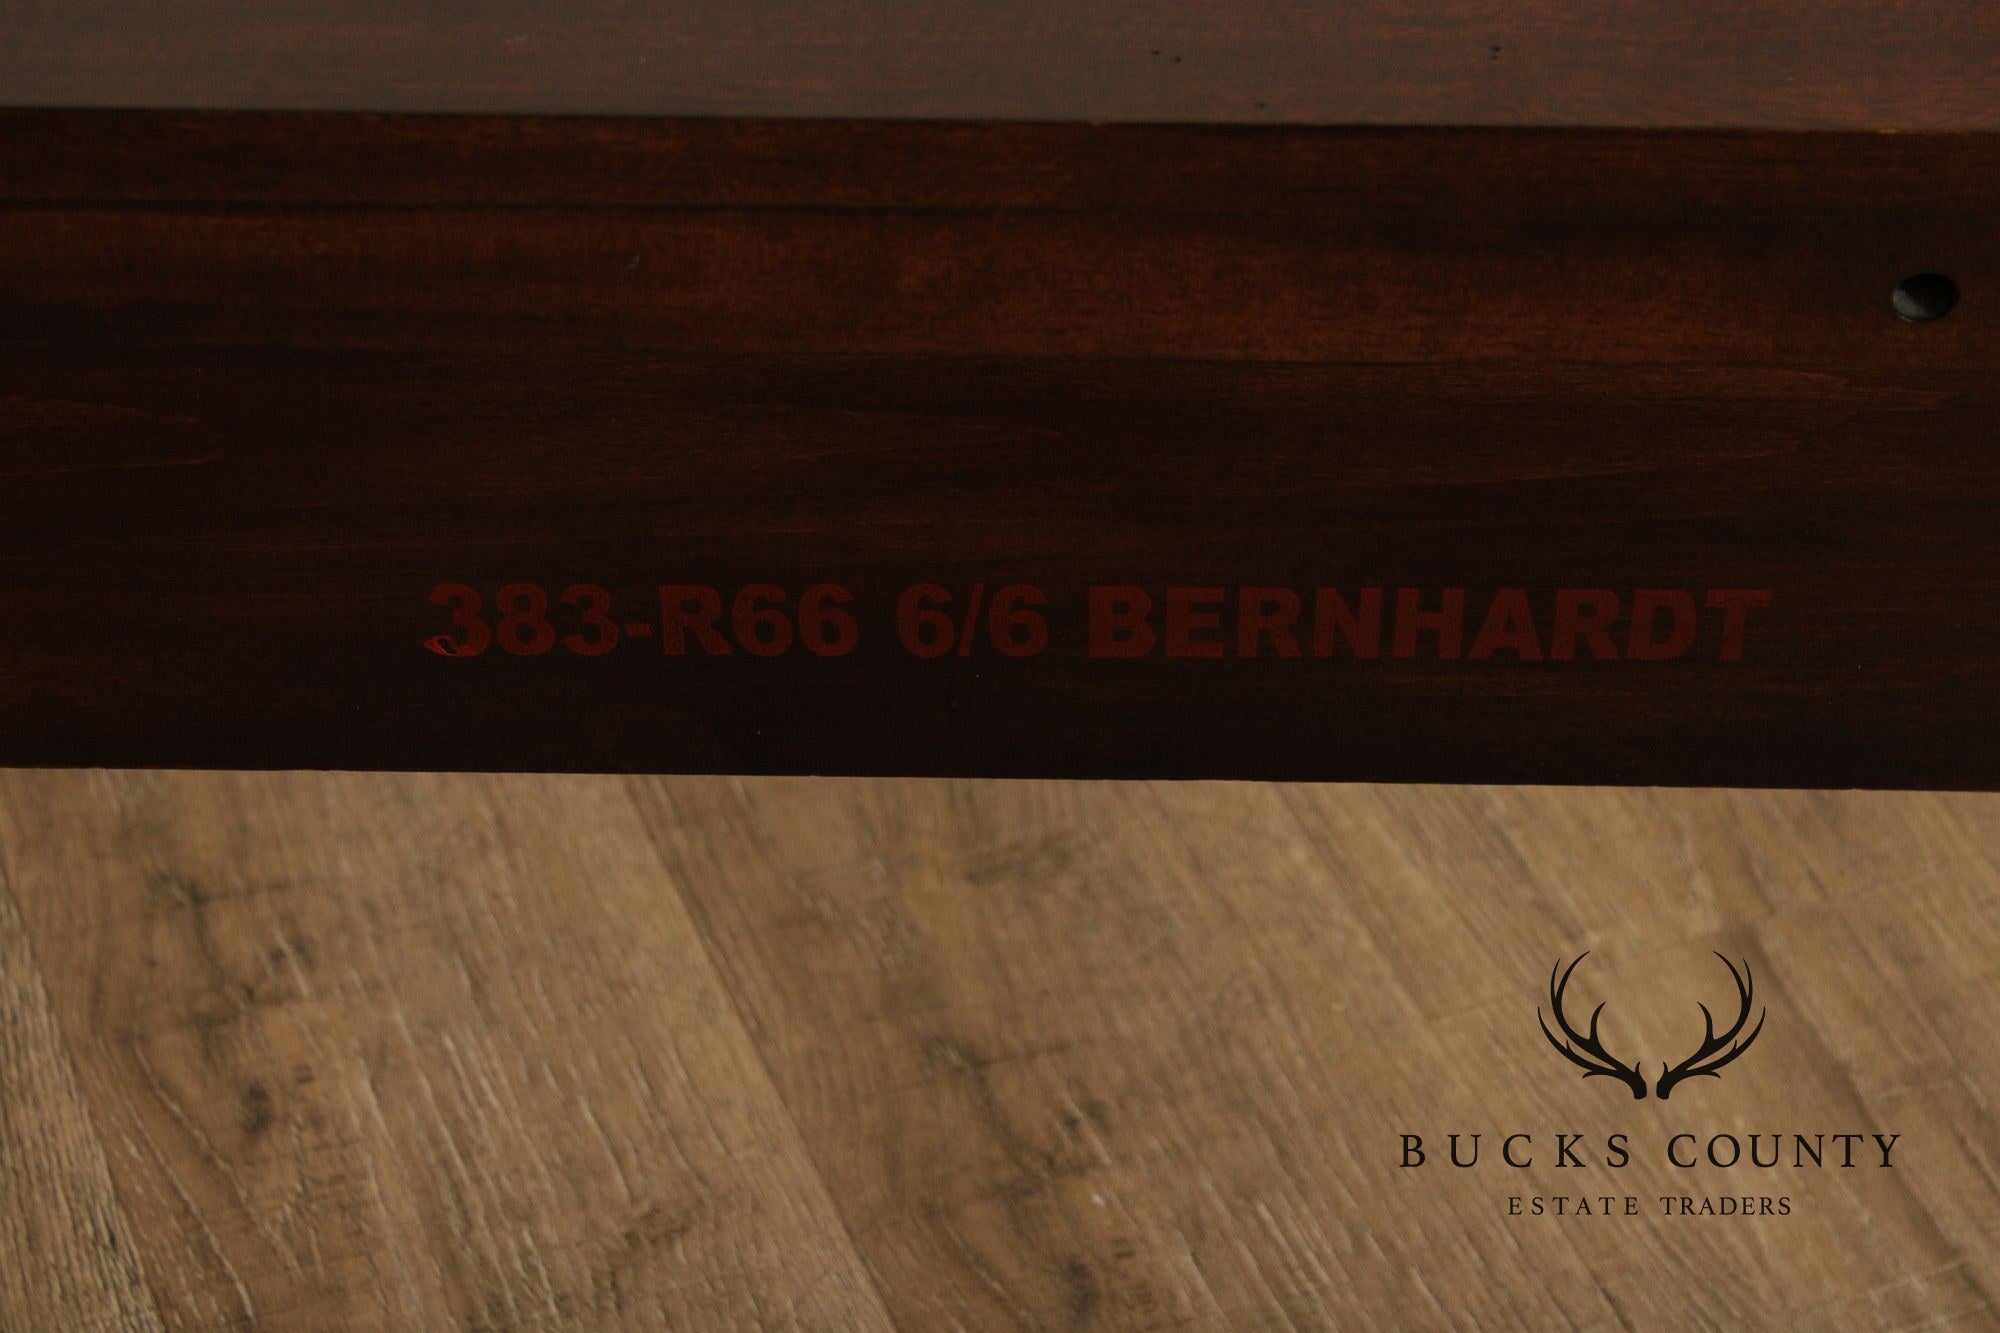 383-R66 6/6 BERNHARDT
BUCKS COUNTY
ESTATE TRADERS